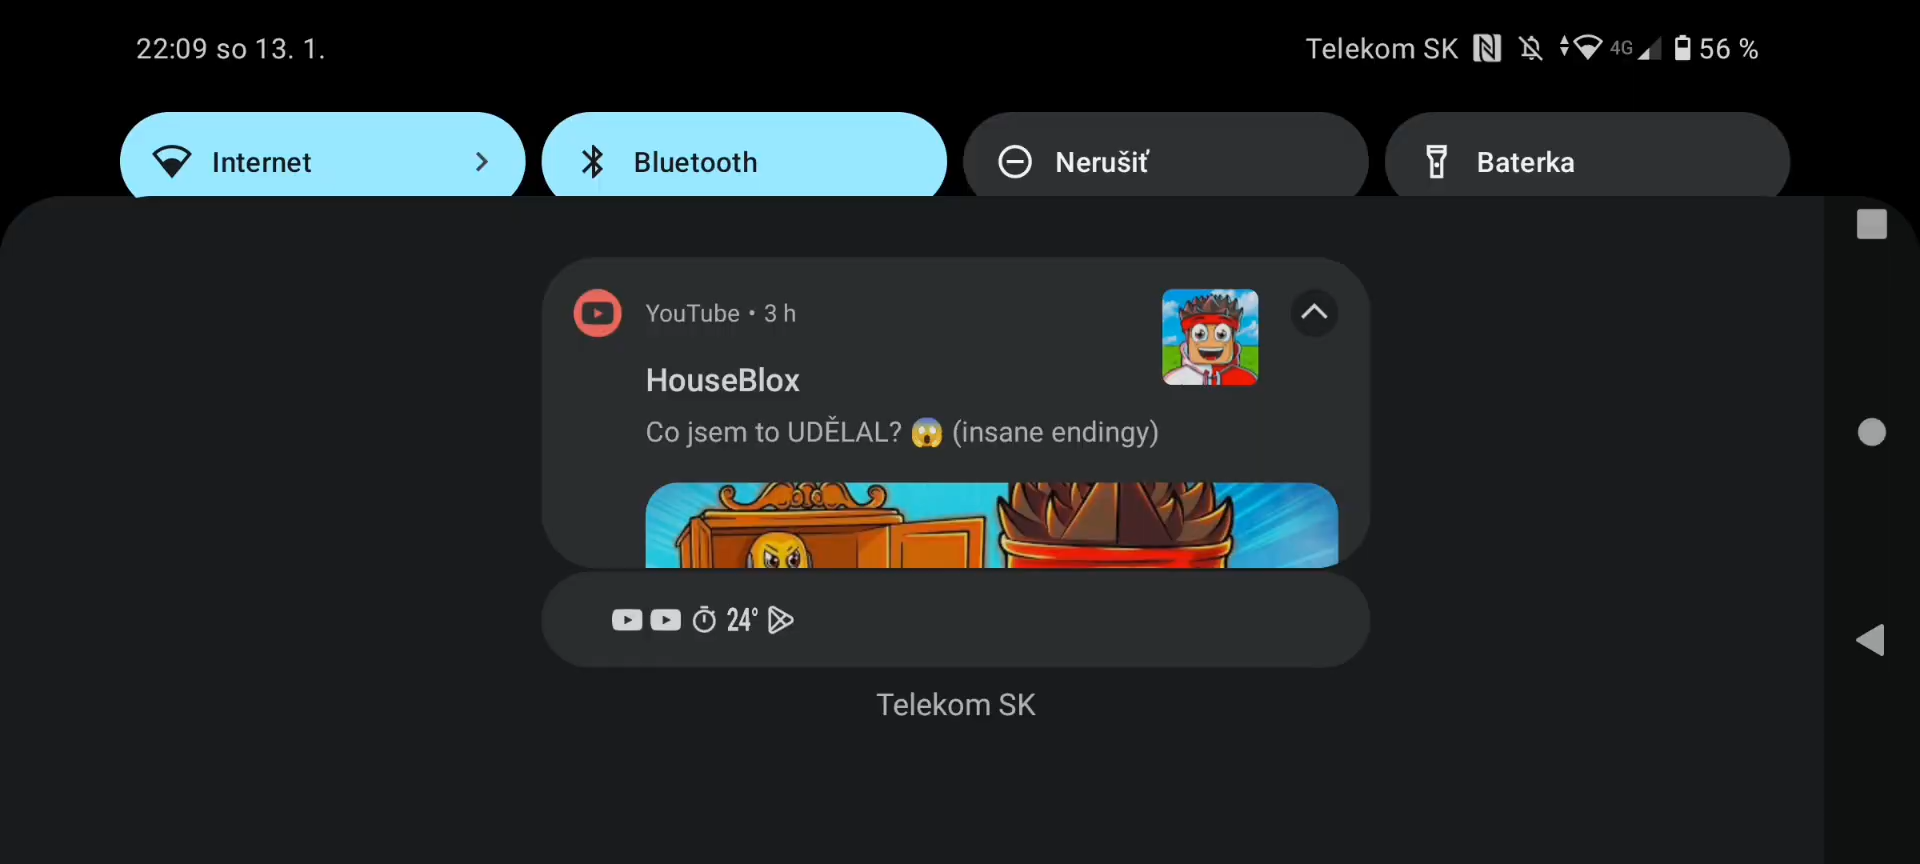 22:09 so 13. 1.
Telekom SK 4G 56 %
Internet
Bluetooth
Nerušiť
Baterka
YouTube • 3 h
HouseBlox
Co jsem to UDĚLAL? 😱 (insane endingy)
24°
Telekom SK